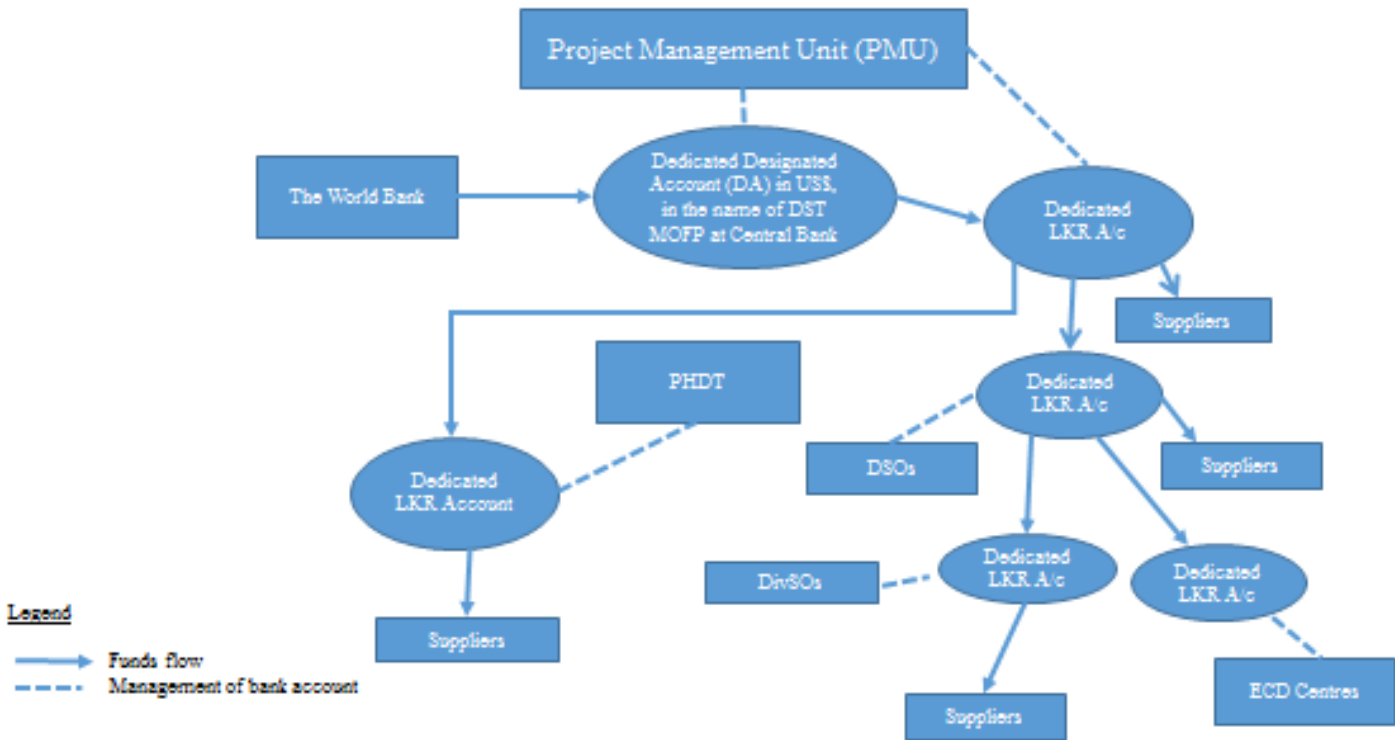 Project Management Unit (PMU)
The World Bank
Dedicated Designated
Account (DA) in US$,
in the name of DST
MOFP at Central Bank
Dedicated
LKR A/c
Suppliers
PHDT
Dedicated
LKR A/c
DSOs
Suppliers
Dedicated
LKR Account
DivSOs
Dedicated
LKR A/c
Dedicated
LKR A/c
Suppliers
ECD Centres
Suppliers
Legend
Funds flow
Management of bank account